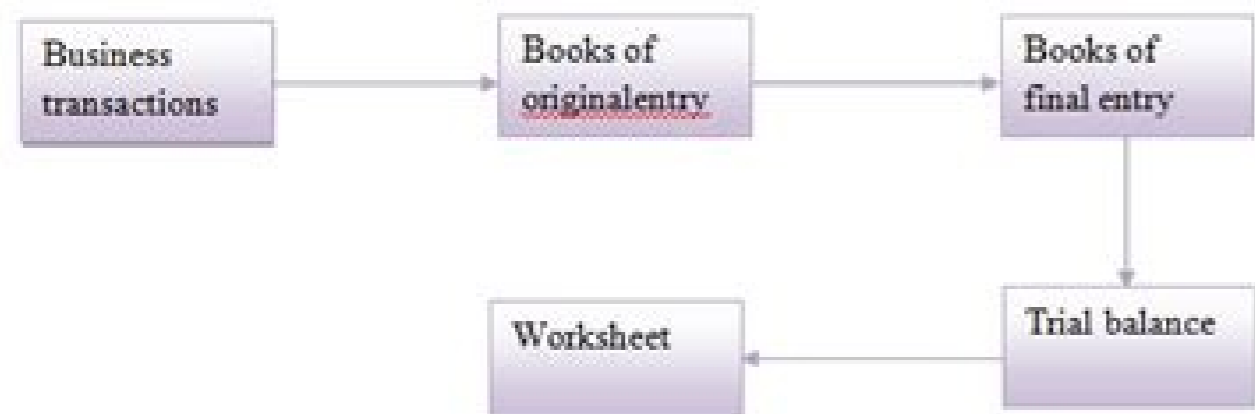 Business
transactions
Books of
originalentry
Books of
final entry
Trial balance
Worksheet